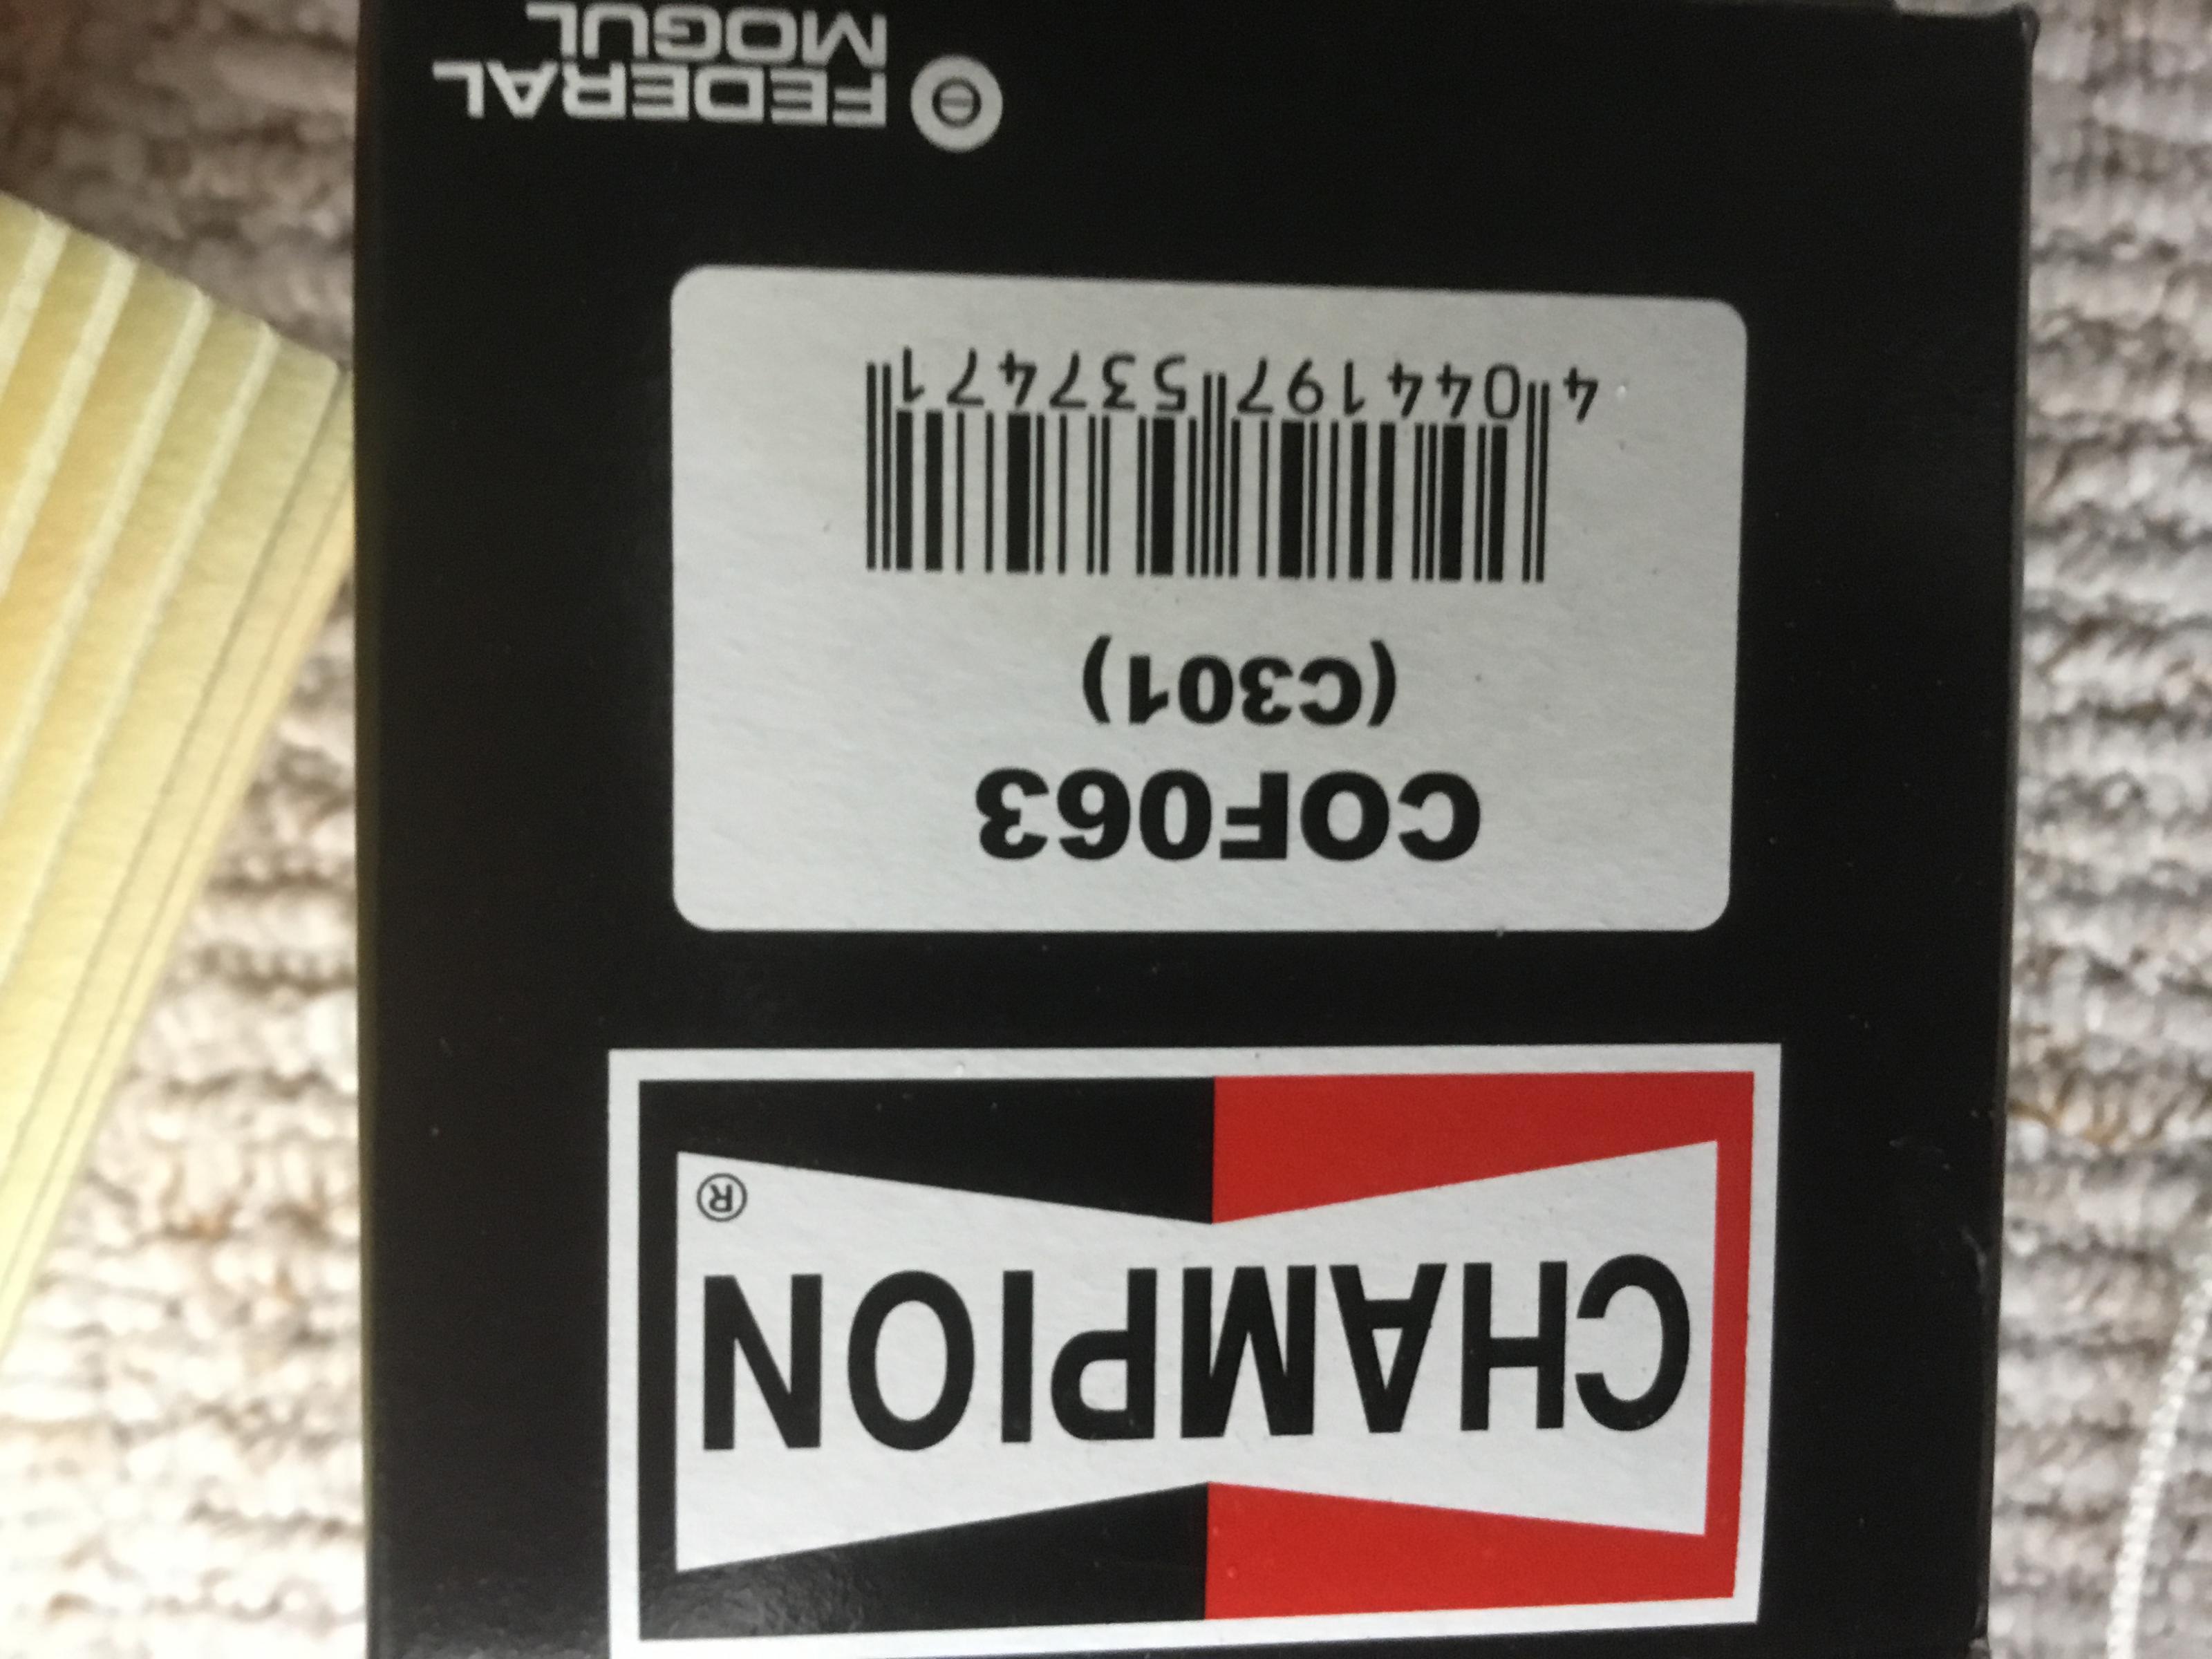 CHAMPION
®
COF063
(C301)
4 044197 537471
FEDERAL
MOGUL